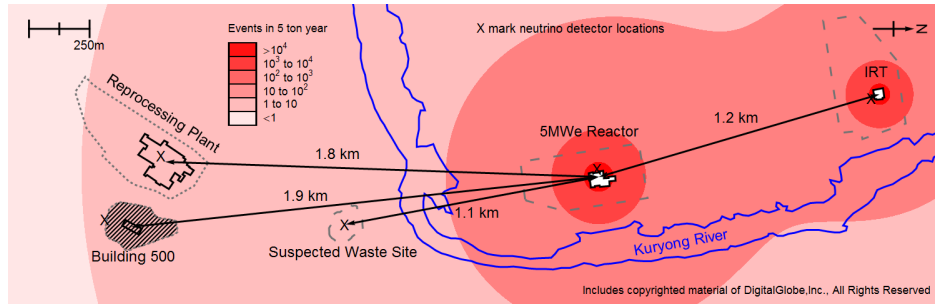 Events in 5 ton year
X mark neutrino detector locations
N
250m
>10⁴
10³ to 10⁴
10² to 10³
10 to 10²
1 to 10
<1
IRT
Reprocessing Plant
X
X
5MWe Reactor
X
1.2 km
1.8 km
1.9 km
1.1 km
X
X
Building 500
Suspected Waste Site
Kuryong River
Includes copyrighted material of DigitalGlobe,Inc., All Rights Reserved